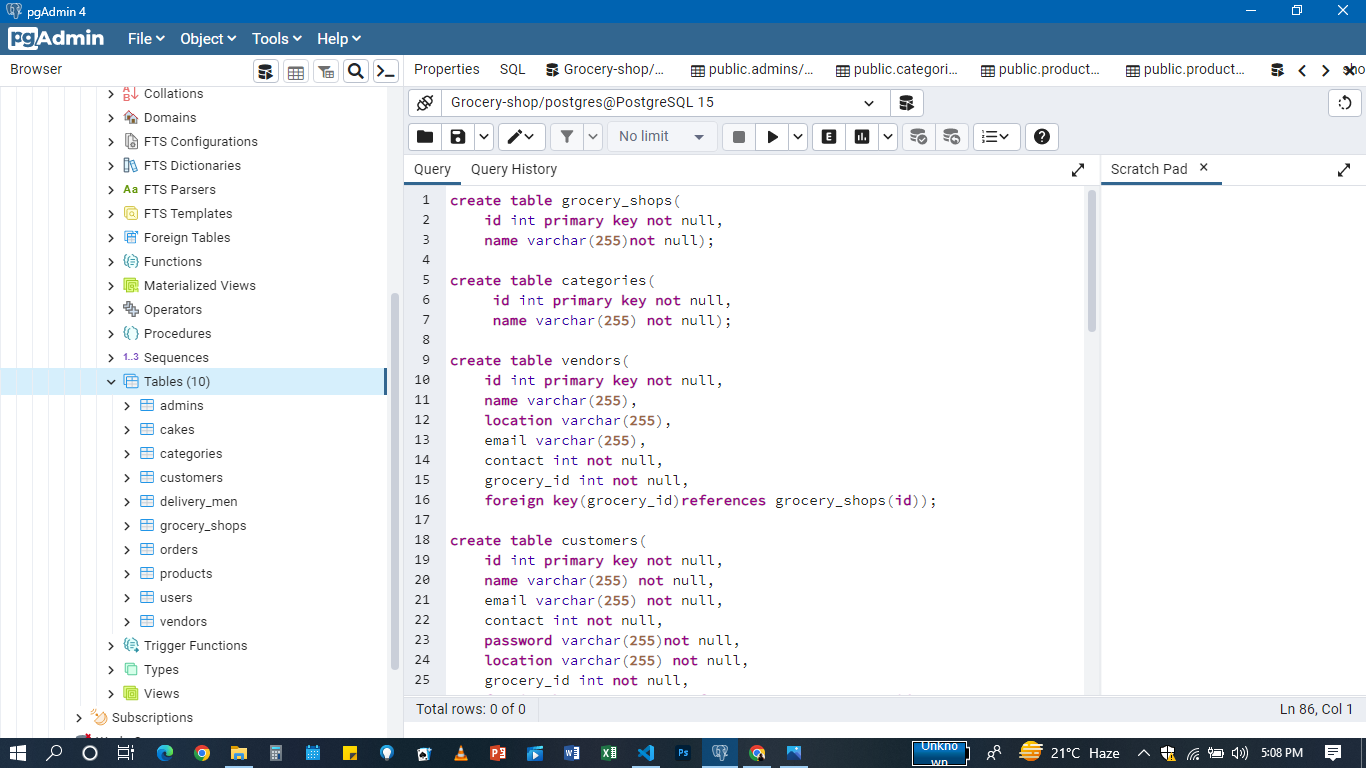 pgAdmin 4
pgAdmin File Object Tools Help
Browser
Properties SQL Grocery-shop/... public.admins/... public.categori... public.product... public.product...
Collations
Domains
FTS Configurations
FTS Dictionaries
Aa FTS Parsers
FTS Templates
Foreign Tables
Functions
Materialized Views
Operators
Procedures
1..3 Sequences
Tables (10)
admins
cakes
categories
customers
delivery_men
grocery_shops
orders
products
users
vendors
Trigger Functions
Types
Views
Subscriptions
Grocery-shop/postgres@PostgreSQL 15
No limit
E
Query Query History
Scratch Pad
1 create table grocery_shops(
2 id int primary key not null,
3 name varchar(255)not null);
4
5 create table categories(
6 id int primary key not null,
7 name varchar(255) not null);
8
9 create table vendors(
10 id int primary key not null,
11 name varchar(255),
12 location varchar(255),
13 email varchar(255),
14 contact int not null,
15 grocery_id int not null,
16 foreign key(grocery_id)references grocery_shops(id));
17
18 create table customers(
19 id int primary key not null,
20 name varchar(255) not null,
21 email varchar(255) not null,
22 contact int not null,
23 password varchar(255)not null,
24 location varchar(255) not null,
25 grocery_id int not null,
Total rows: 0 of 0
Ln 86, Col 1
Unkno
wn
21°C Haze
5:08 PM